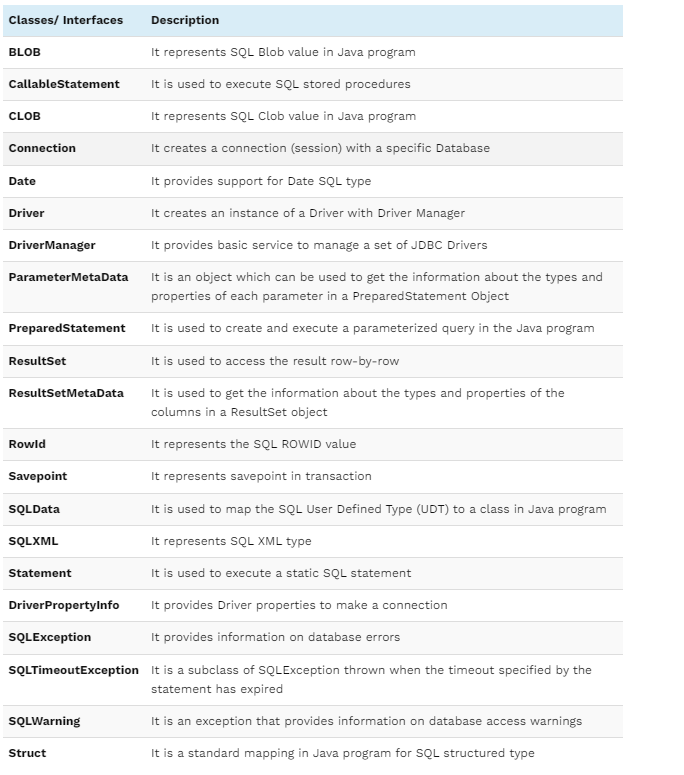 Classes/ Interfaces Description
BLOB It represents SQL Blob value in Java program
CallableStatement It is used to execute SQL stored procedures
CLOB It represents SQL Clob value in Java program
Connection It creates a connection (session) with a specific Database
Date It provides support for Date SQL type
Driver It creates an instance of a Driver with Driver Manager
DriverManager It provides basic service to manage a set of JDBC Drivers
ParameterMetaData It is an object which can be used to get the information about the types and
properties of each parameter in a PreparedStatement Object
PreparedStatement It is used to create and execute a parameterized query in the Java program
ResultSet It is used to access the result row-by-row
ResultSetMetaData It is used to get the information about the types and properties of the
columns in a ResultSet object
RowId It represents the SQL ROWID value
Savepoint It represents savepoint in transaction
SQLData It is used to map the SQL User Defined Type (UDT) to a class in Java program
SQLXML It represents SQL XML type
Statement It is used to execute a static SQL statement
DriverPropertyInfo It provides Driver properties to make a connection
SQLException It provides information on database errors
SQLTimeoutException It is a subclass of SQLException thrown when the timeout specified by the
statement has expired
SQLWarning It is an exception that provides information on database access warnings
Struct It is a standard mapping in Java program for SQL structured type